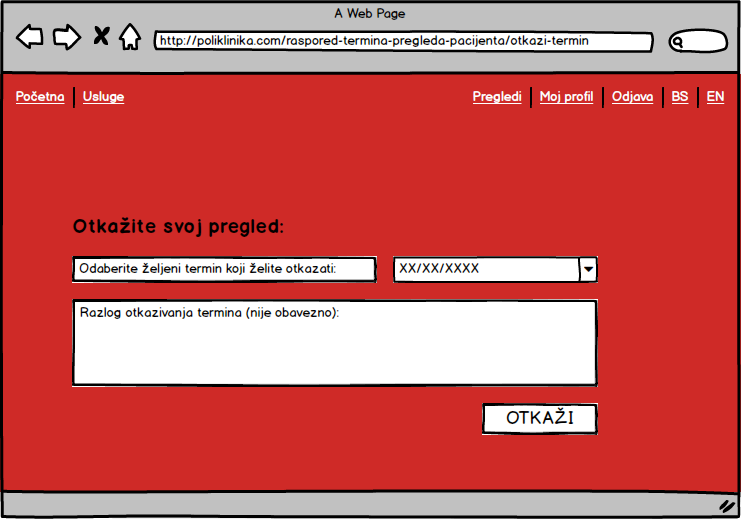 A Web Page
http://poliklinika.com/raspored-termina-pregleda-pacijenta/otkazi-termin
Početna Usluge Pregledi Moj profil Odjava BS EN
Otkažite svoj pregled:
Odaberite željeni termin koji želite otkazati: XX/XX/XXXX
Razlog otkazivanja termina (nije obavezno):
OTKAŽI